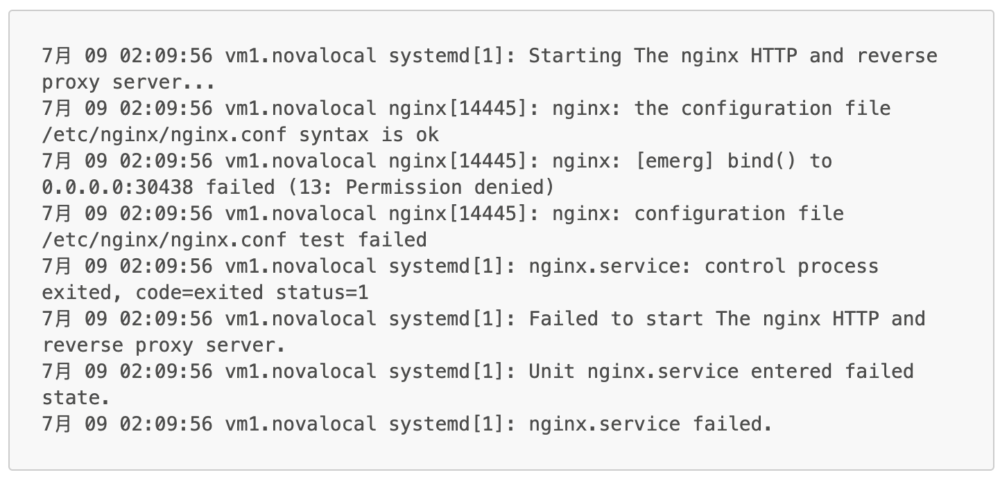 7月 09 02:09:56 vm1.novalocal systemd[1]: Starting The nginx HTTP and reverse
proxy server...
7月 09 02:09:56 vm1.novalocal nginx[14445]: nginx: the configuration file
/etc/nginx/nginx.conf syntax is ok
7月 09 02:09:56 vm1.novalocal nginx[14445]: nginx: [emerg] bind() to
0.0.0.0:30438 failed (13: Permission denied)
7月 09 02:09:56 vm1.novalocal nginx[14445]: nginx: configuration file
/etc/nginx/nginx.conf test failed
7月 09 02:09:56 vm1.novalocal systemd[1]: nginx.service: control process
exited, code=exited status=1
7月 09 02:09:56 vm1.novalocal systemd[1]: Failed to start The nginx HTTP and
reverse proxy server.
7月 09 02:09:56 vm1.novalocal systemd[1]: Unit nginx.service entered failed
state.
7月 09 02:09:56 vm1.novalocal systemd[1]: nginx.service failed.